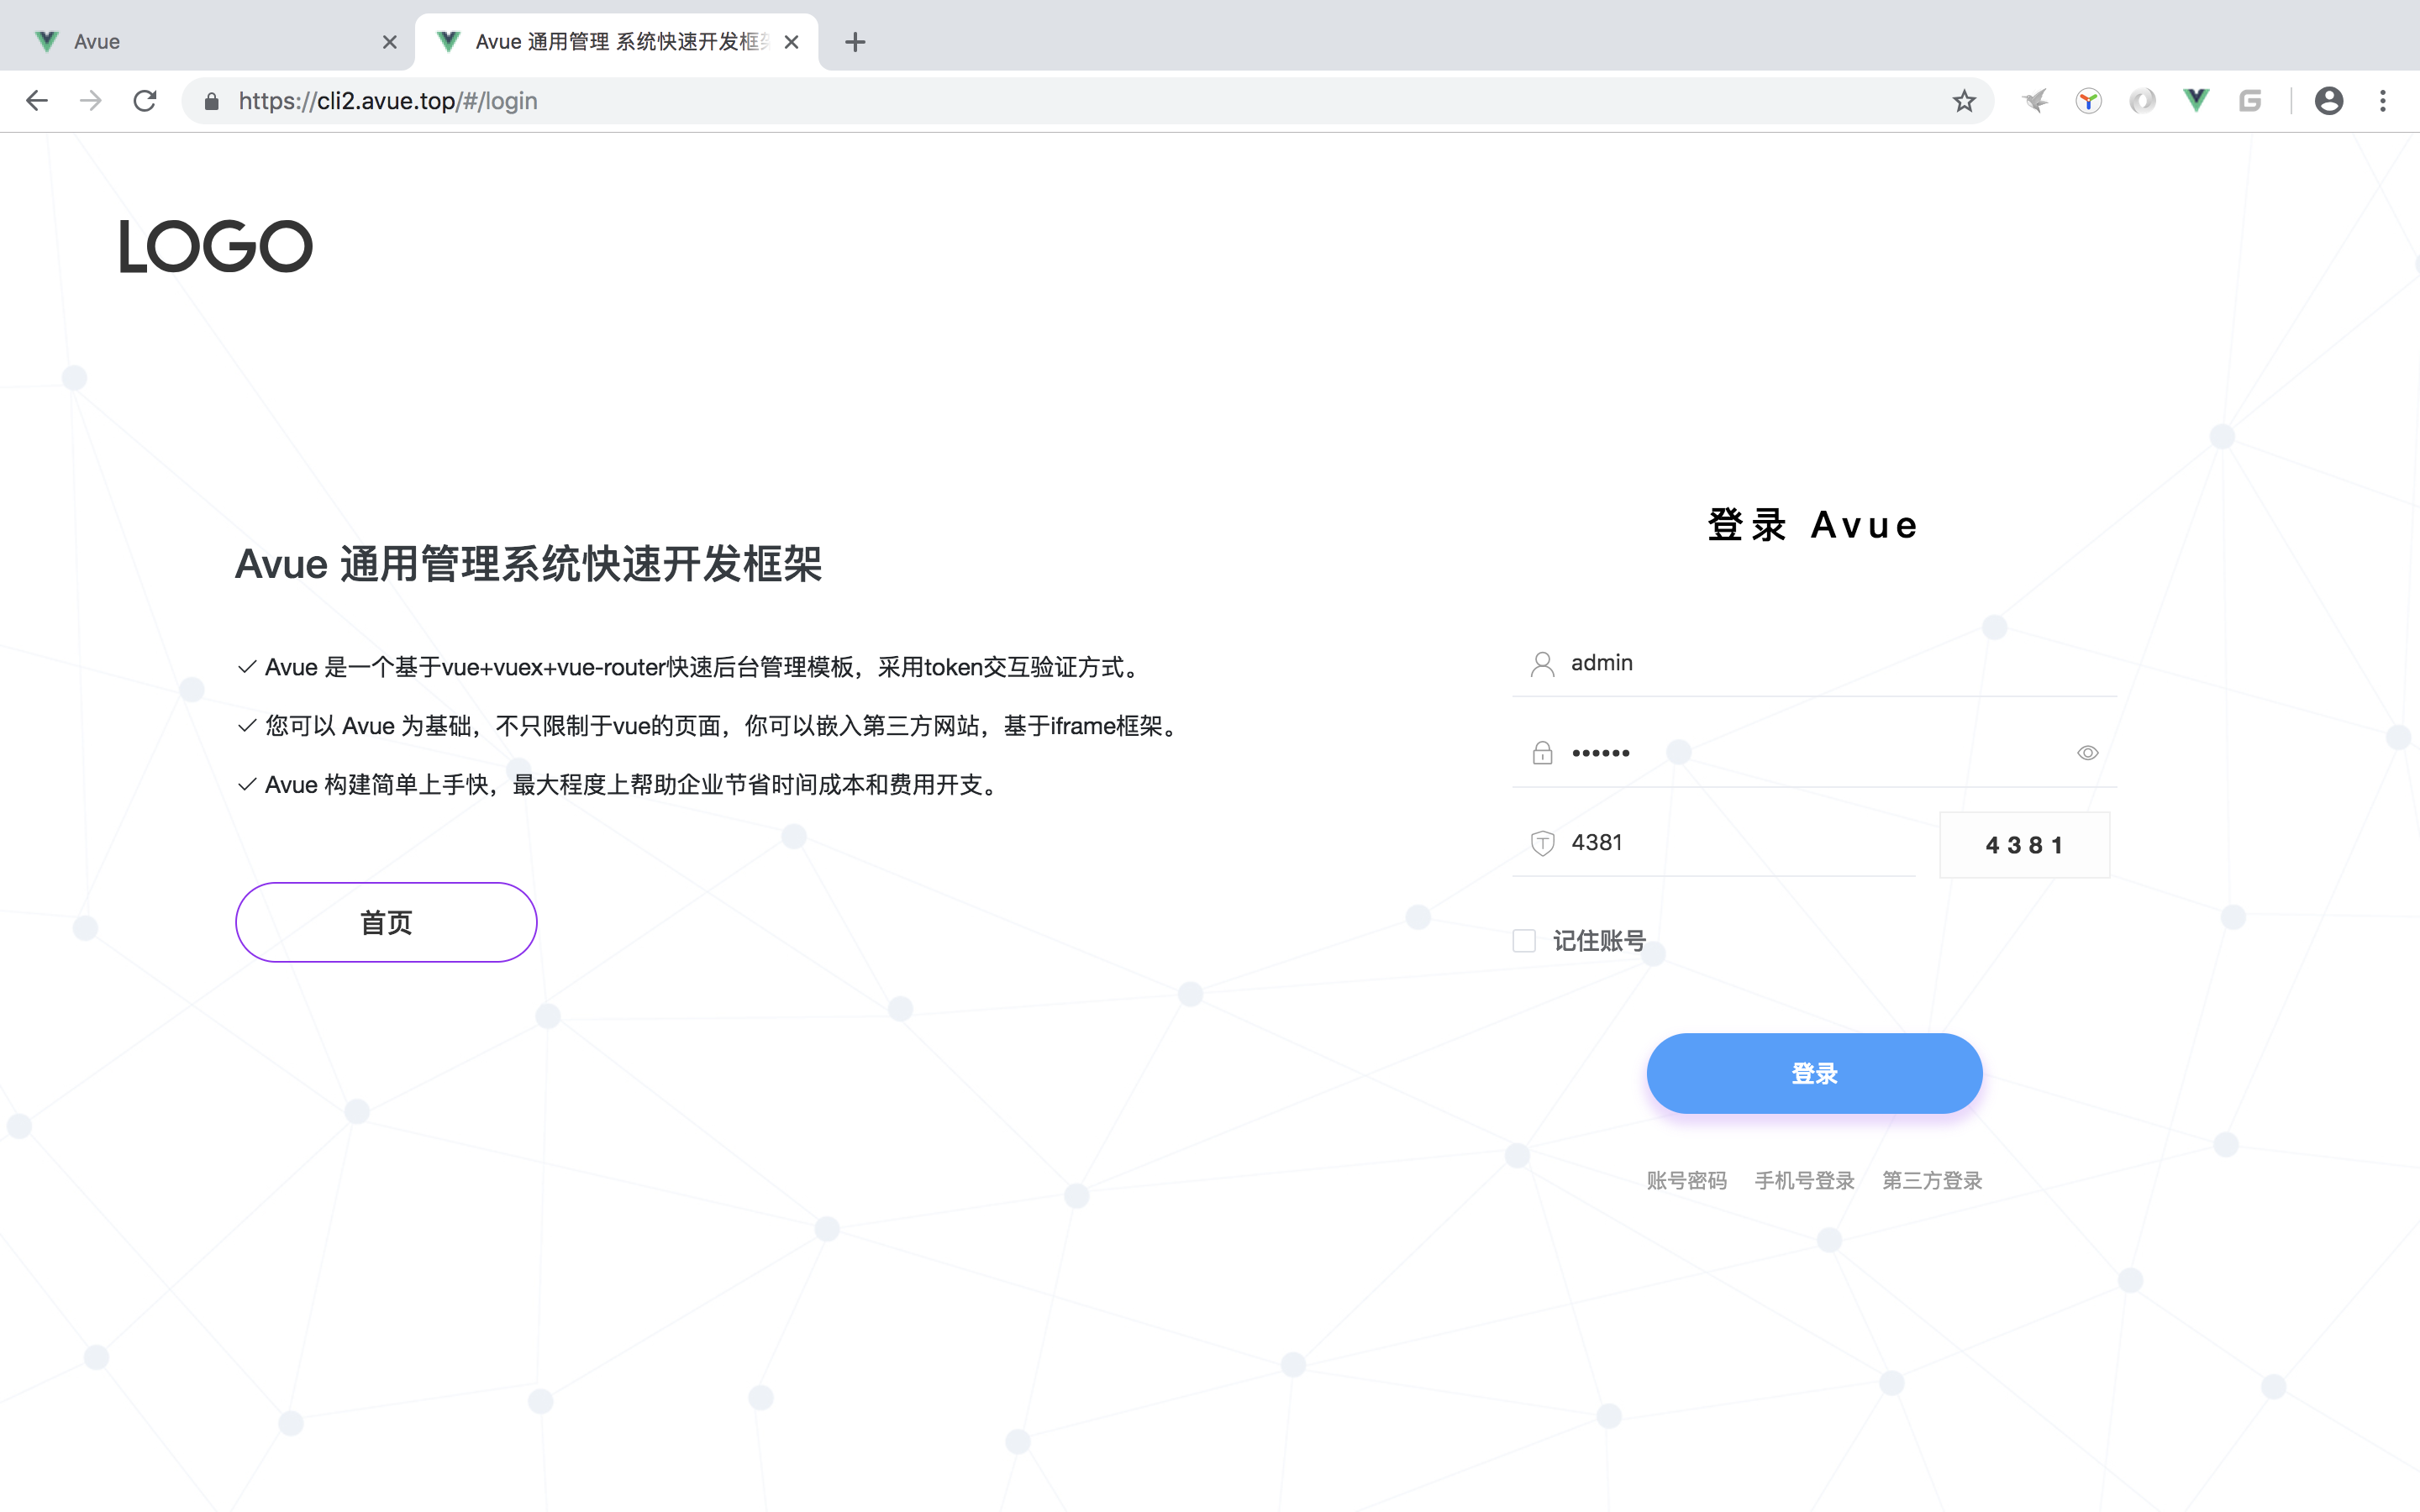 Avue
Avue 通用管理 系统快速开发框
https://cli2.avue.top/#/login
LOGO
Avue 通用管理系统快速开发框架
Avue 是一个基于vue+vuex+vue-router快速后台管理模板，采用token交互验证方式。
您可以 Avue 为基础，不只限制于vue的页面，你可以嵌入第三方网站，基于iframe框架。
Avue 构建简单上手快，最大程度上帮助企业节省时间成本和费用开支。
首页
登录 Avue
admin
••••••
4381
4381
记住账号
登录
账号密码 手机号登录 第三方登录